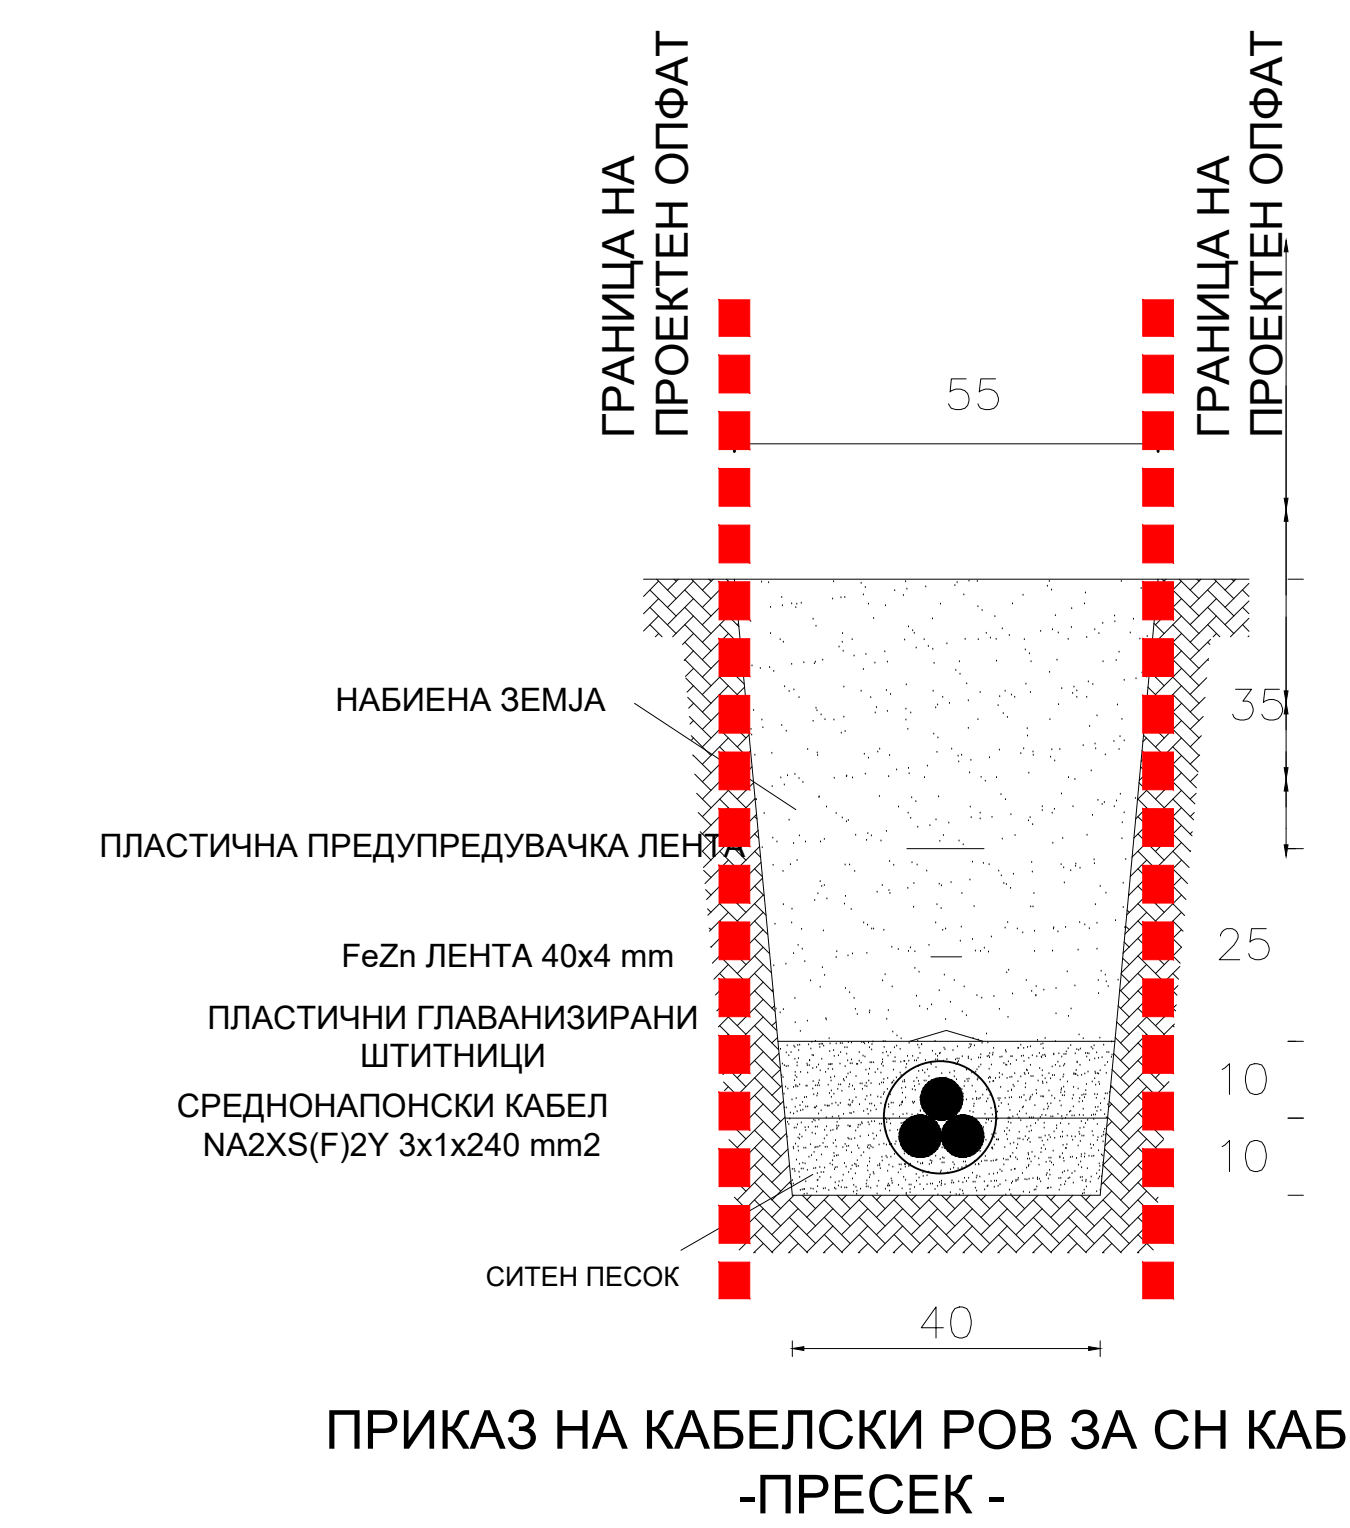 ГРАНИЦА НА
ПРОЕКТЕН ОПФАТ
ГРАНИЦА НА
ПРОЕКТЕН ОПФАТ
55
НАБИЕНА ЗЕМЈА
35
ПЛАСТИЧНА ПРЕДУПРЕДУВАЧКА ЛЕНТА
25
FeZn ЛЕНТА 40x4 mm
ПЛАСТИЧНИ ГЛАВАНИЗИРАНИ
ШТИТНИЦИ
10
СРЕДНОНАПОНСКИ КАБЕЛ
NA2XS(F)2Y 3x1x240 mm2
10
СИТЕН ПЕСОК
40
ПРИКАЗ НА КАБЕЛСКИ РОВ ЗА СН КАБ
-ПРЕСЕК -